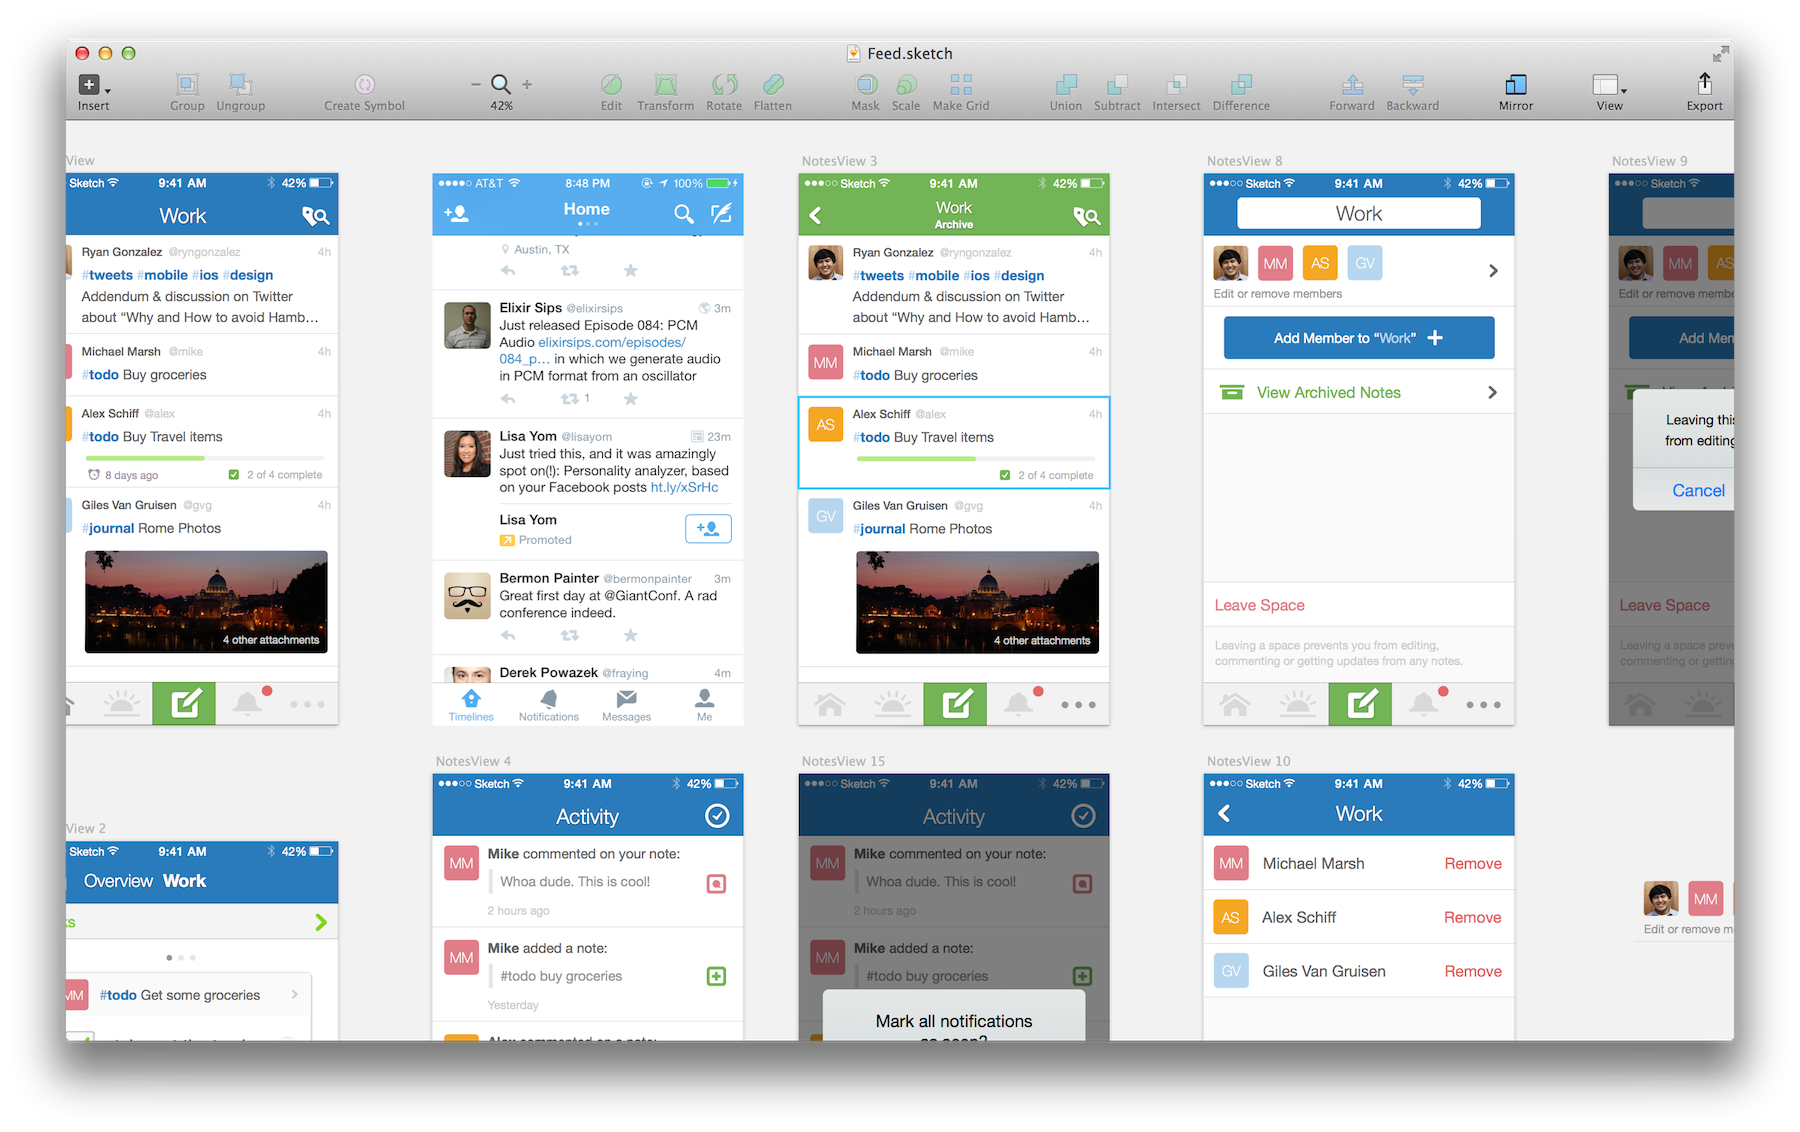 Feed.sketch
Insert
Group
Ungroup
Create Symbol
42%
Edit
Transform
Rotate
Flatten
Mask
Scale
Make Grid
Union
Subtract
Intersect
Difference
Forward
Backward
Mirror
View
Export
View
Sketch 9:41 AM 42%
Work
Ryan Gonzalez @ryngonzalez 4h
#tweets #mobile #ios #design
Addendum & discussion on Twitter
about “Why and How to avoid Hamb…
Michael Marsh @mike 4h
#todo Buy groceries
Alex Schiff @alex 4h
#todo Buy Travel items
8 days ago 2 of 4 complete
Giles Van Gruisen @gvg 4h
#journal Rome Photos
4 other attachments
AT&T 8:48 PM 100%
Home
Austin, TX
Elixir Sips @elixirsips 3m
Just released Episode 084: PCM
Audio elixirsips.com/episodes/
084_p… in which we generate audio
in PCM format from an oscillator
1
Lisa Yom @lisayom 23m
Just tried this, and it was amazingly
spot on(!): Personality analyzer, based
on your Facebook posts ht.ly/xSrHc
Lisa Yom
Promoted
Bermon Painter @bermonpainter 3m
Great first day at @GiantConf. A rad
conference indeed.
Derek Powazek @fraying 4m
Timelines
Notifications
Messages
Me
NotesView 3
Sketch 9:41 AM 42%
Work
Archive
Ryan Gonzalez @ryngonzalez 4h
#tweets #mobile #ios #design
Addendum & discussion on Twitter
about “Why and How to avoid Hamb…
MM
Michael Marsh @mike 4h
#todo Buy groceries
AS
Alex Schiff @alex 4h
#todo Buy Travel items
2 of 4 complete
GV
Giles Van Gruisen @gvg 4h
#journal Rome Photos
4 other attachments
NotesView 8
Sketch 9:41 AM 42%
Work
MM AS GV
Edit or remove members
Add Member to “Work”
View Archived Notes
Leave Space
Leaving a space prevents you from editing,
commenting or getting updates from any notes.
NotesView 9
Sketch
MM AS
Edit or remove membe
Add Mem
Leaving this
from editing
Cancel
Leave Space
Leaving a space preve
commenting or getting
View 2
Sketch 9:41 AM 42%
Overview Work
ks
MM
#todo Get some groceries
NotesView 4
Sketch 9:41 AM 42%
Activity
MM
Mike commented on your note:
Whoa dude. This is cool!
2 hours ago
MM
Mike added a note:
#todo buy groceries
Yesterday
Alex commented on a note:
NotesView 15
Sketch 9:41 AM 42%
Activity
MM
Mike commented on your note:
Whoa dude. This is cool!
2 hours ago
MM
Mike added a note:
#todo buy groceries
Mark all notifications
as seen?
NotesView 10
Sketch 9:41 AM 42%
Work
MM Michael Marsh Remove
AS Alex Schiff Remove
GV Giles Van Gruisen Remove
MM
Edit or remove m